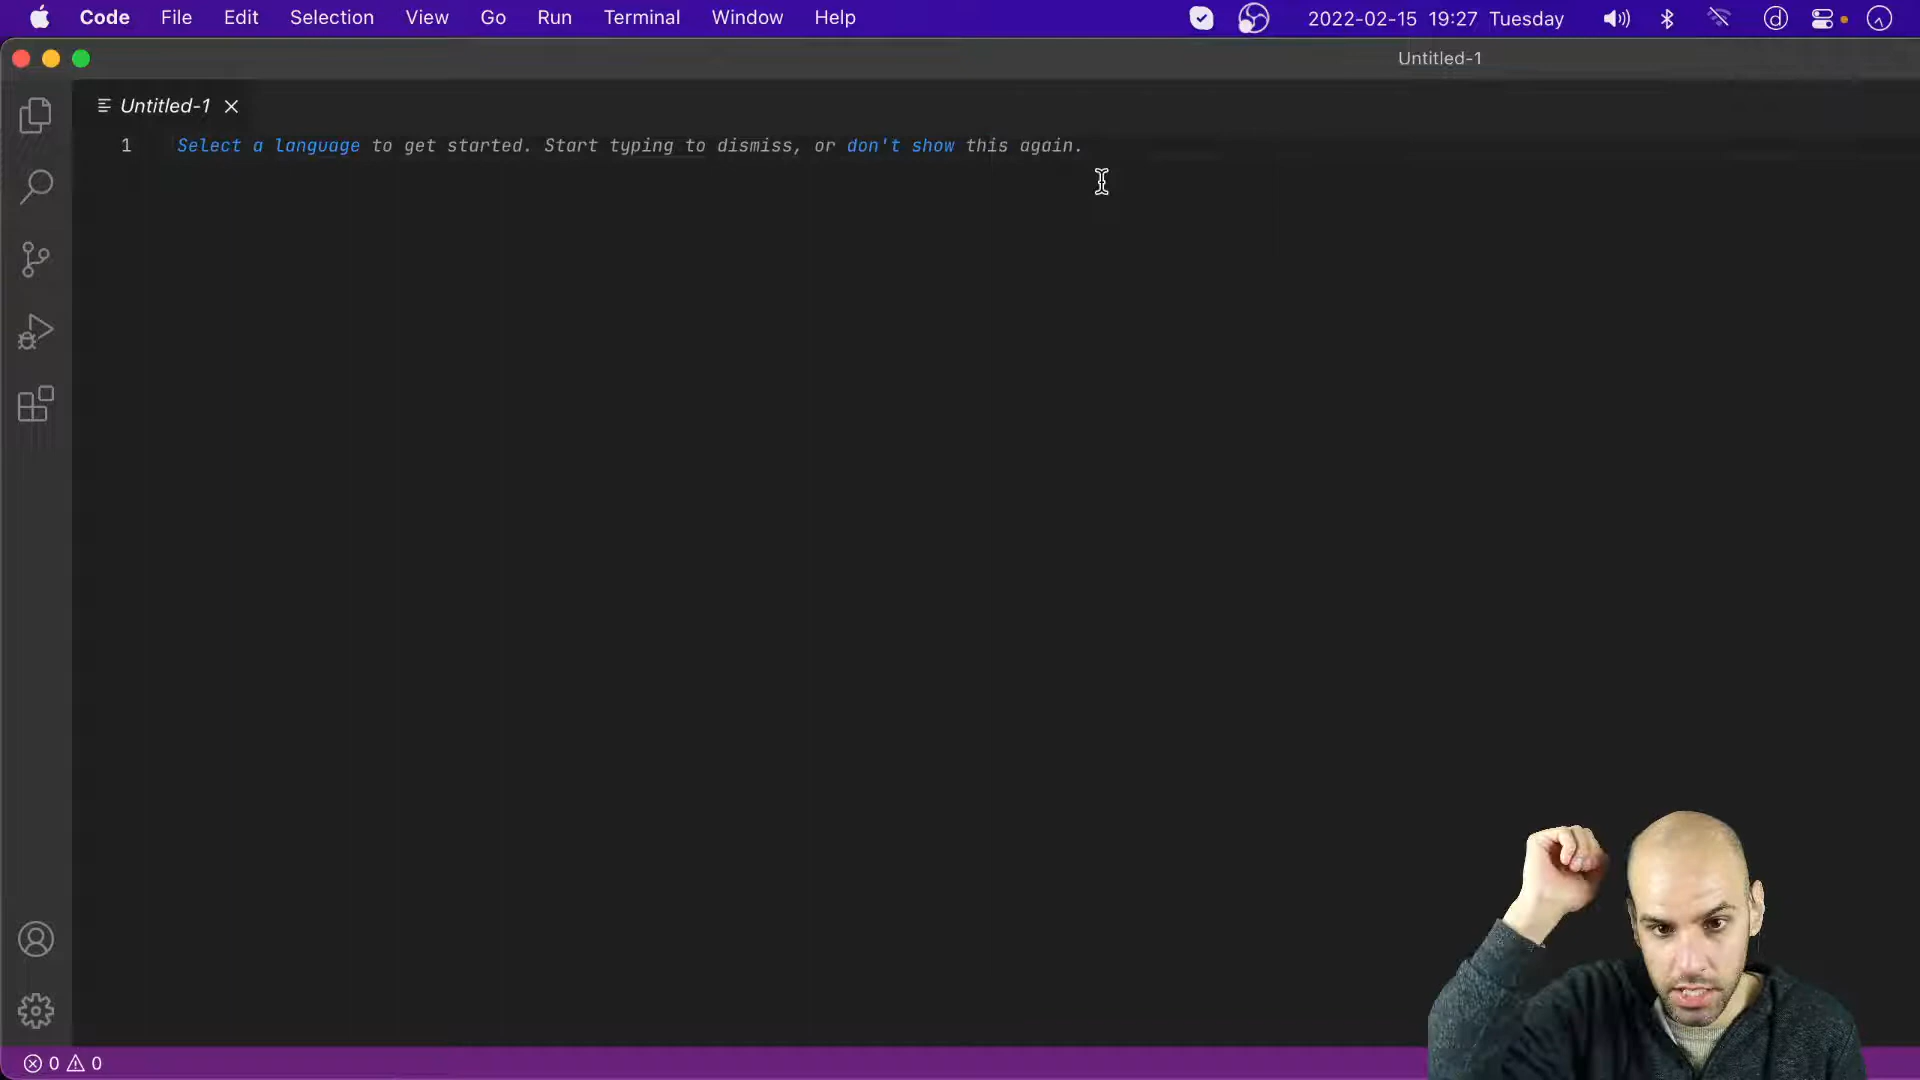 Code File Edit Selection View Go Run Terminal Window Help 2022-02-15 19:27 Tuesday
Untitled-1
Untitled-1
1 Select a language to get started. Start typing to dismiss, or don't show this again.
0 0